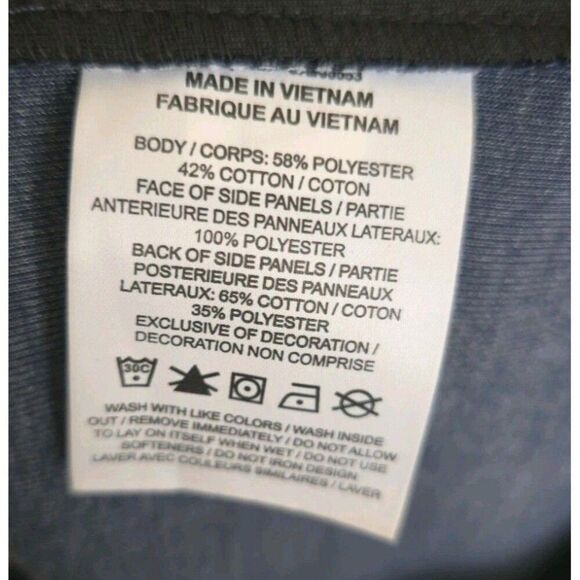 MADE IN VIETNAM
FABRIQUE AU VIETNAM
BODY / CORPS: 58% POLYESTER
42% COTTON / COTON
FACE OF SIDE PANELS / PARTIE
ANTERIEURE DES PANNEAUX LATERAUX:
100% POLYESTER
BACK OF SIDE PANELS / PARTIE
POSTERIEURE DES PANNEAUX
LATERAUX: 65% COTTON / COTON
35% POLYESTER
EXCLUSIVE OF DECORATION /
DECORATION NON COMPRISE
30C
WASH WITH LIKE COLORS / WASH INSIDE
OUT / REMOVE IMMEDIATELY / DO NOT ALLOW
TO LAY ON ITSELF WHEN WET / DO NOT USE
SOFTENERS / DO NOT IRON DESIGN
LAVER AVEC COULEURS SIMILAIRES / LAVER